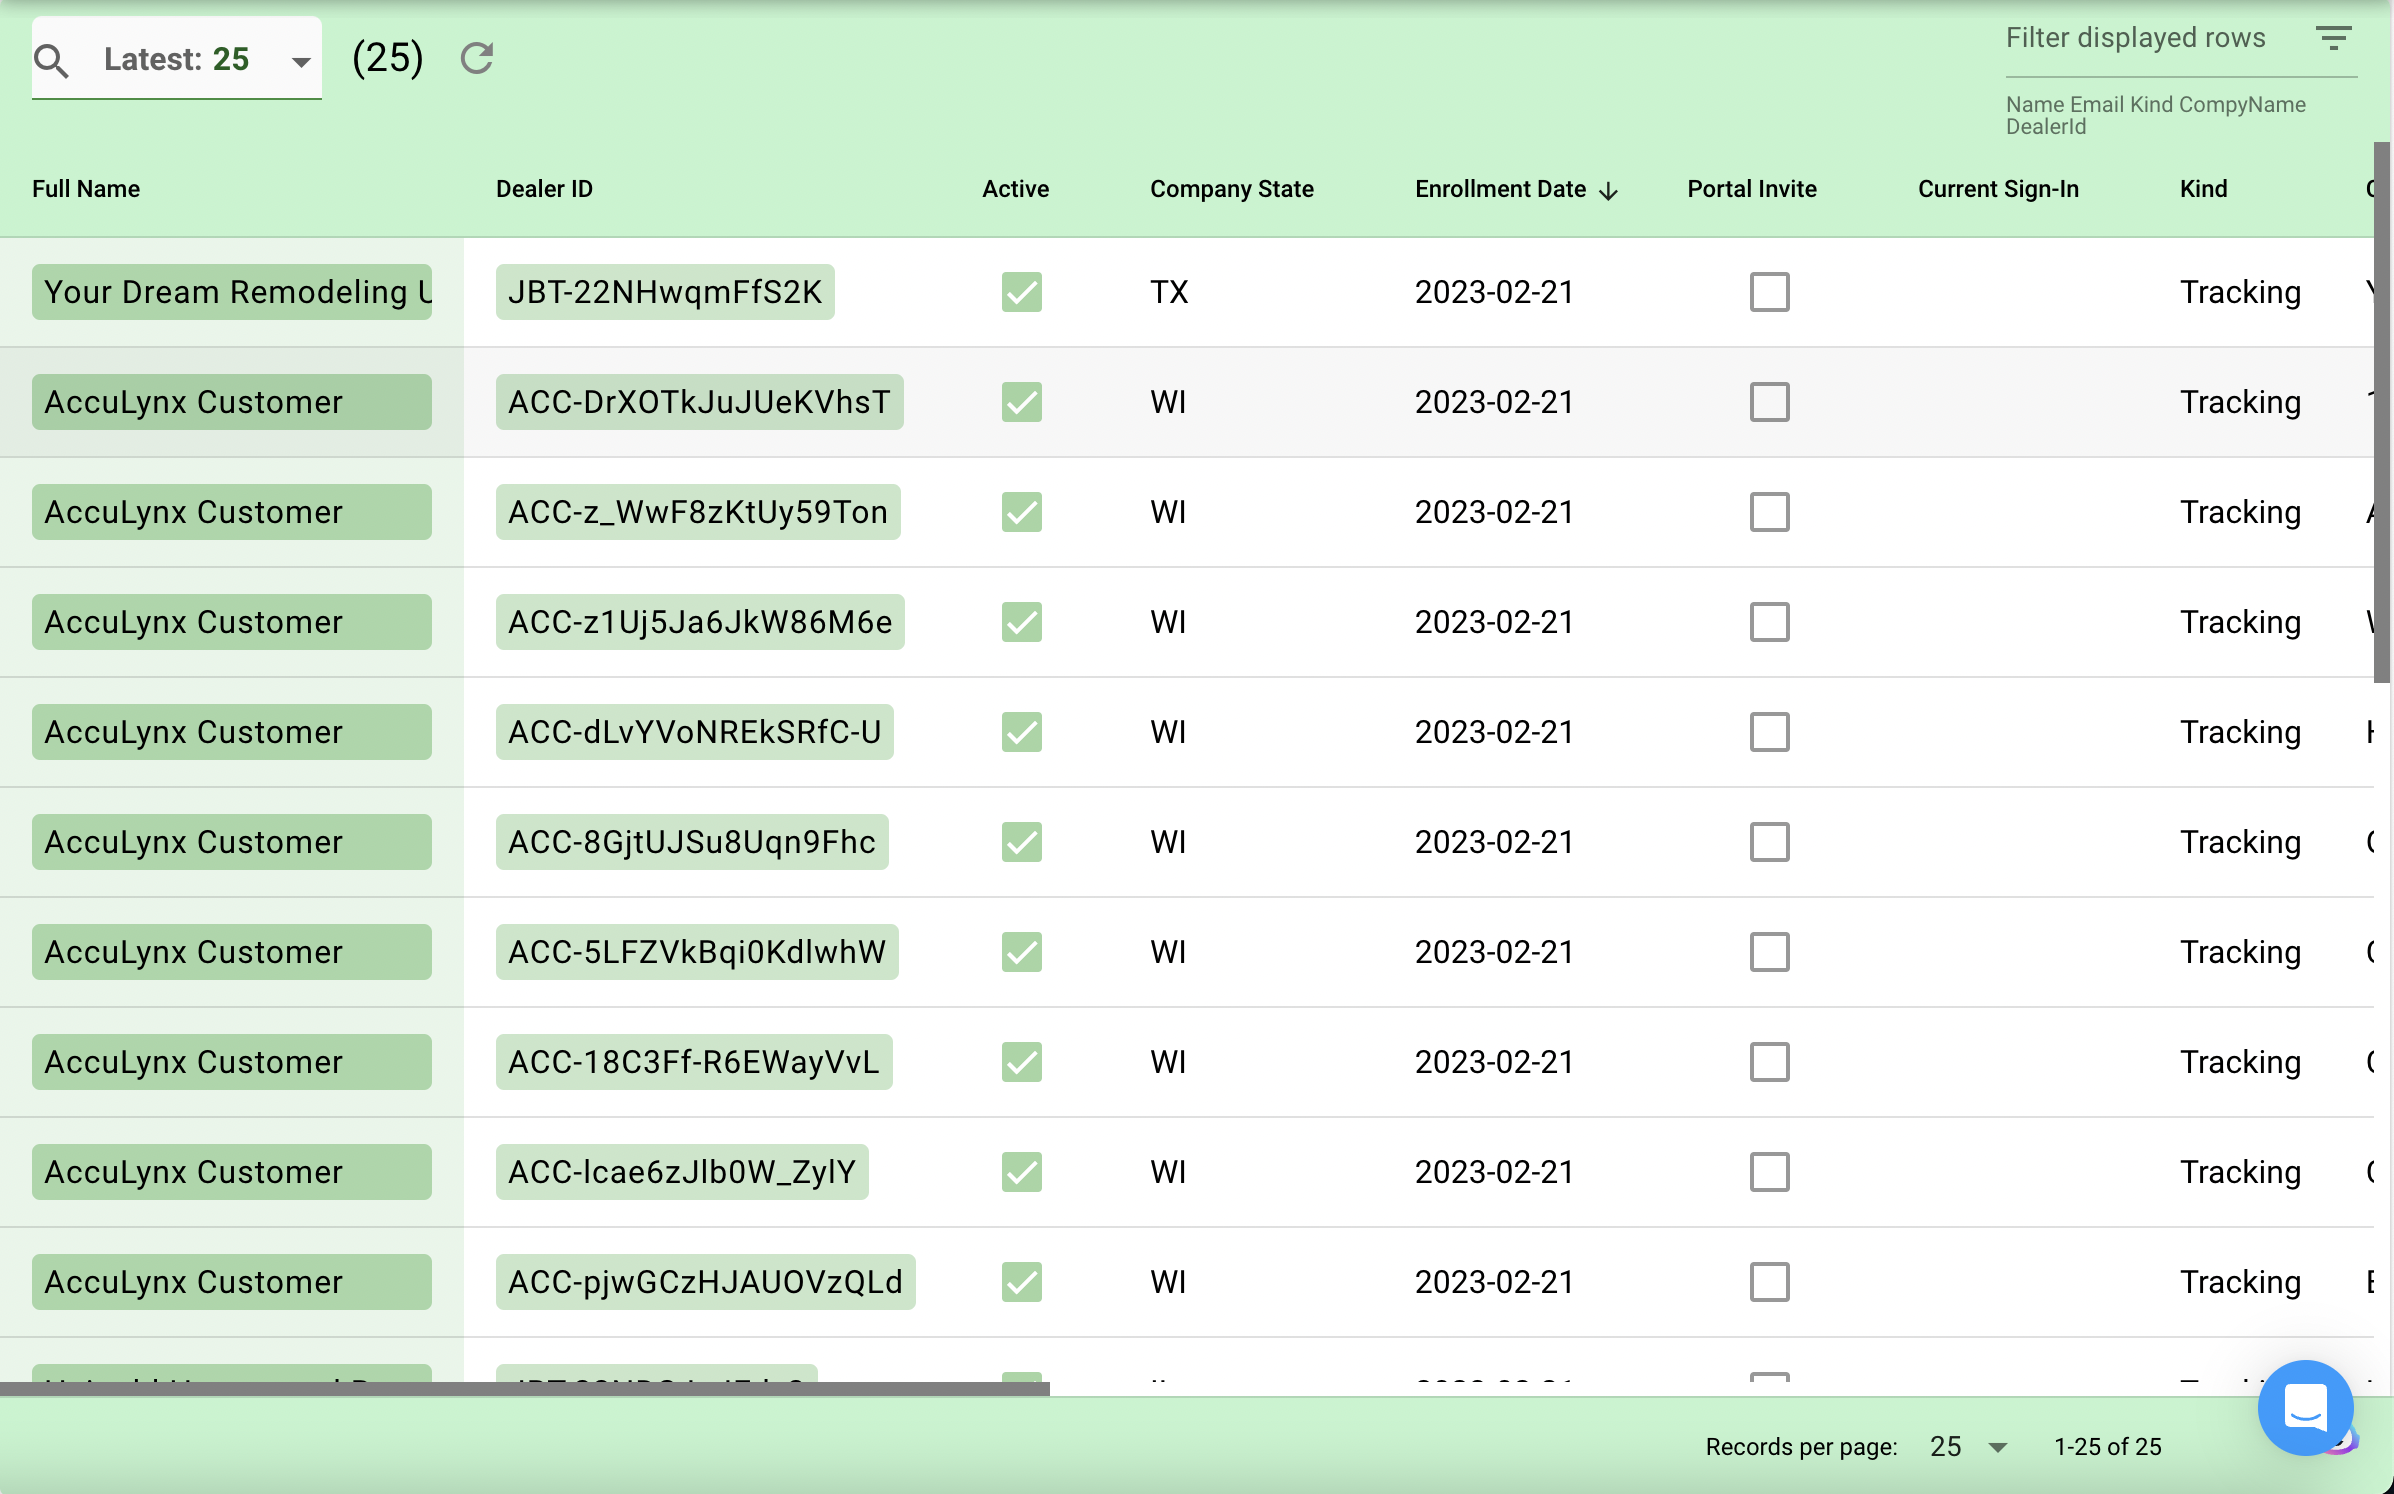 Latest: 25 (25)
Filter displayed rows
Name Email Kind CompyName
DealerId
Full Name Dealer ID Active Company State Enrollment Date Portal Invite Current Sign-In Kind
Your Dream Remodeling JBT-22NHwqmFfS2K TX 2023-02-21 Tracking
AccuLynx Customer ACC-DrXOTkJuJUeKVhsT WI 2023-02-21 Tracking
AccuLynx Customer ACC-z_WwF8zKtUy59Ton WI 2023-02-21 Tracking
AccuLynx Customer ACC-z1Uj5Ja6JkW86M6e WI 2023-02-21 Tracking
AccuLynx Customer ACC-dLvYVoNREkSRfC-U WI 2023-02-21 Tracking
AccuLynx Customer ACC-8GjtUJSu8Uqn9Fhc WI 2023-02-21 Tracking
AccuLynx Customer ACC-5LFZVkBqi0KdlwhW WI 2023-02-21 Tracking
AccuLynx Customer ACC-18C3Ff-R6EWayVvL WI 2023-02-21 Tracking
AccuLynx Customer ACC-lcae6zJlb0W_ZylY WI 2023-02-21 Tracking
AccuLynx Customer ACC-pjwGCzHJAUOVzQLd WI 2023-02-21 Tracking
Records per page: 25 1-25 of 25